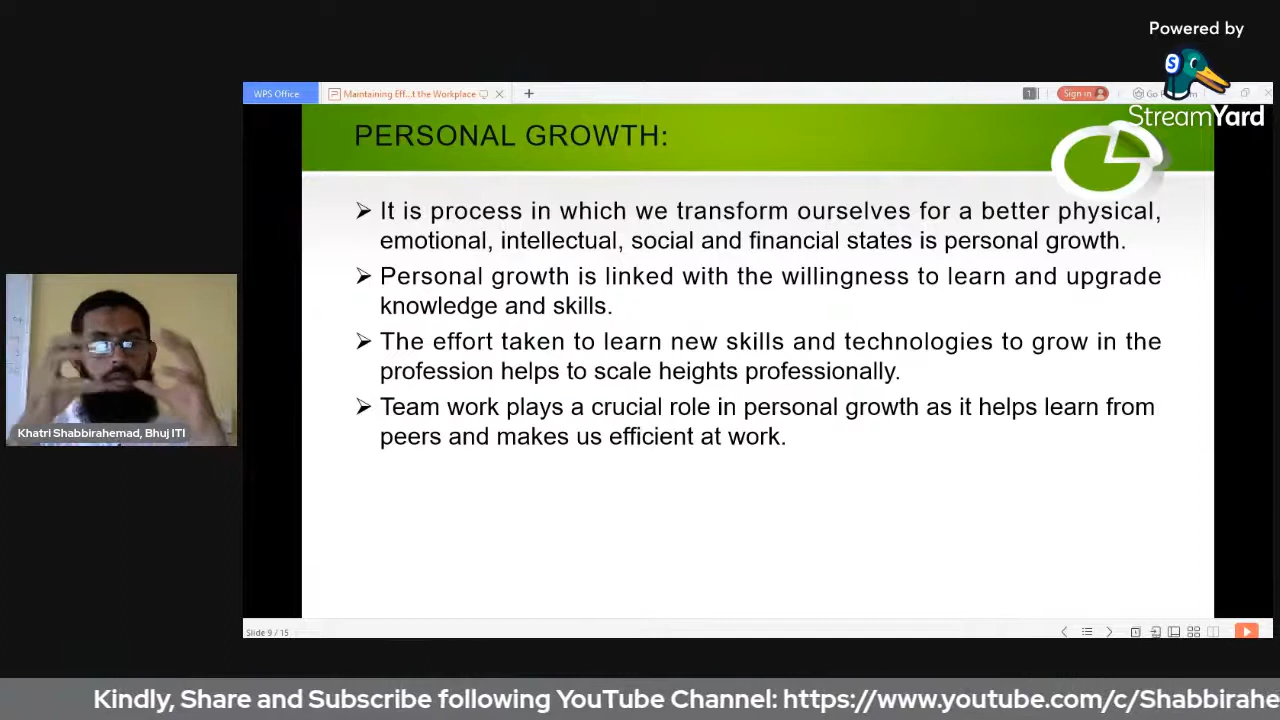 Powered by
StreamYard
WPS Office
Maintaining Eff...t the Workplace
Sign in
PERSONAL GROWTH:
It is process in which we transform ourselves for a better physical,
emotional, intellectual, social and financial states is personal growth.
Personal growth is linked with the willingness to learn and upgrade
knowledge and skills.
The effort taken to learn new skills and technologies to grow in the
profession helps to scale heights professionally.
Team work plays a crucial role in personal growth as it helps learn from
peers and makes us efficient at work.
Khatri Shabbirahemad, Bhuj ITI
Slide 9 / 15
Kindly, Share and Subscribe following YouTube Channel: https://www.youtube.com/c/Shabbirahe